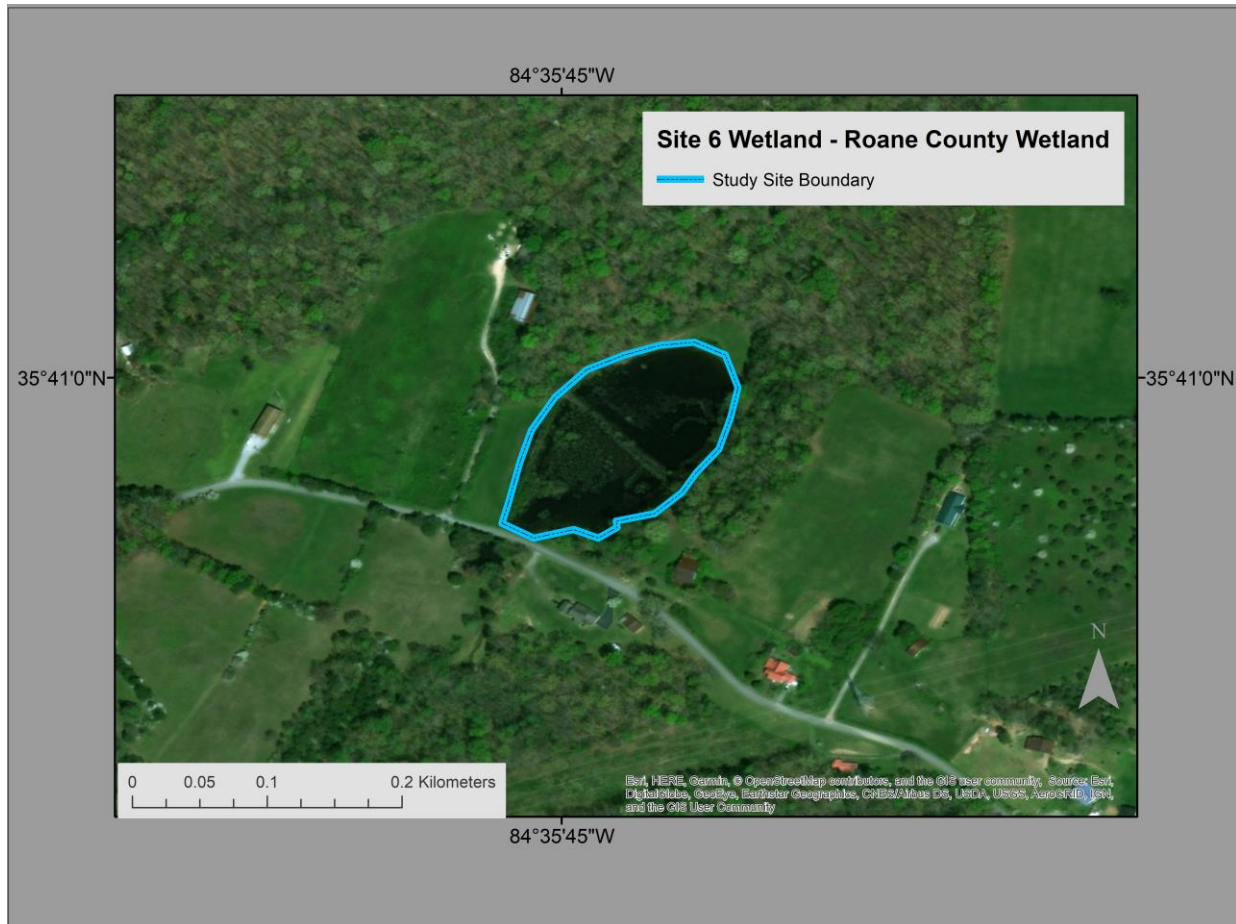 84°35'45"W
Site 6 Wetland - Roane County Wetland
Study Site Boundary
35°41'0"N
35°41'0"N
N
0 0.05 0.1 0.2 Kilometers
Esri, HERE, Garmin, © OpenStreetMap contributors, and the GIS user community, Source: Esri,
DigitalGlobe, GeoEye, Earthstar Geographics, CNES/Airbus DS, USDA, USGS, AeroGRID, IGN,
and the GIS User Community
84°35'45"W